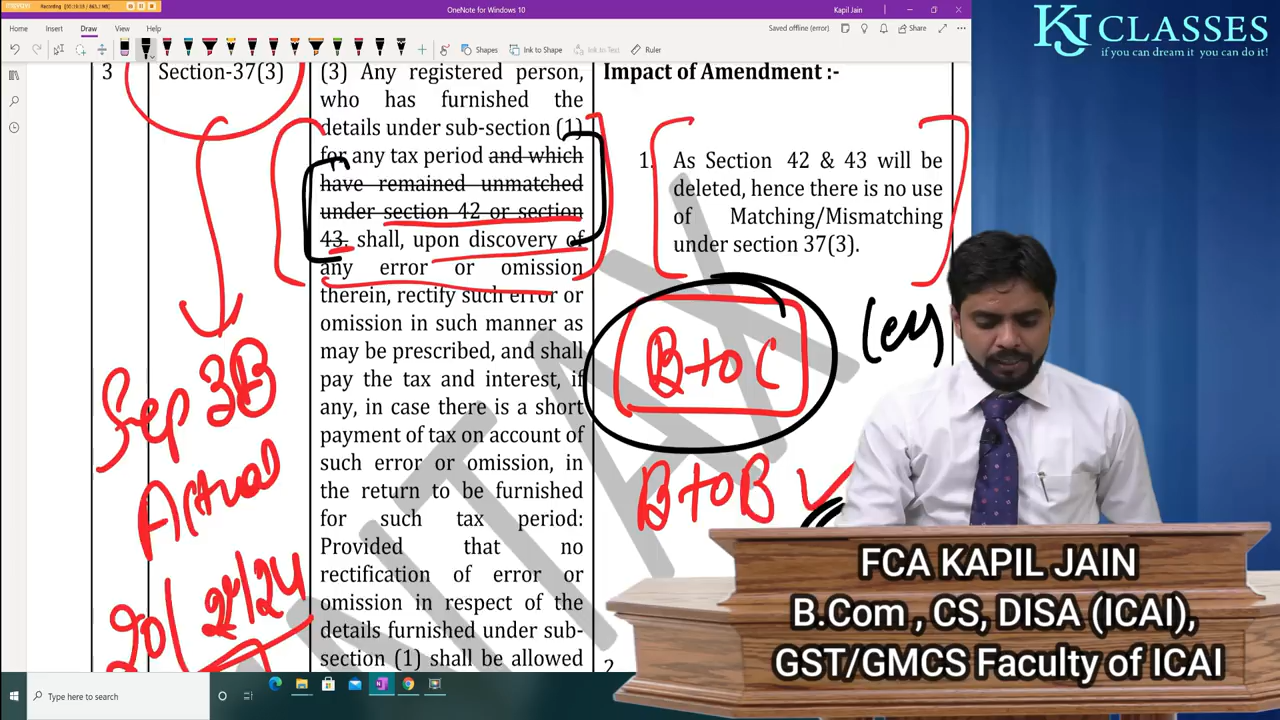 OneNote for Windows 10
Kapil Jain
Home Insert Draw View Help
Saved offline (error)
Share
Shapes
Ink to Shape
Ink to Text
Ruler
KJ CLASSES
if you can dream it you can do it!
3
Section-37(3)
(3) Any registered person,
who has furnished the
details under sub-section (1)
for any tax period and which
have remained unmatched
under section 42 or section
43. shall, upon discovery of
any error or omission
therein, rectify such error or
omission in such manner as
may be prescribed, and shall
pay the tax and interest, if
any, in case there is a short
payment of tax on account of
such error or omission, in
the return to be furnished
for such tax period:
Provided that no
rectification of error or
omission in respect of the
details furnished under sub-
section (1) shall be allowed
Impact of Amendment :-
1. As Section 42 & 43 will be
deleted, hence there is no use
of Matching/Mismatching
under section 37(3).
2
B to C
B to B
Sep 3B
Actual
20/
FCA KAPIL JAIN
B.Com , CS, DISA (ICAI),
GST/GMCS Faculty of ICAI
Type here to search